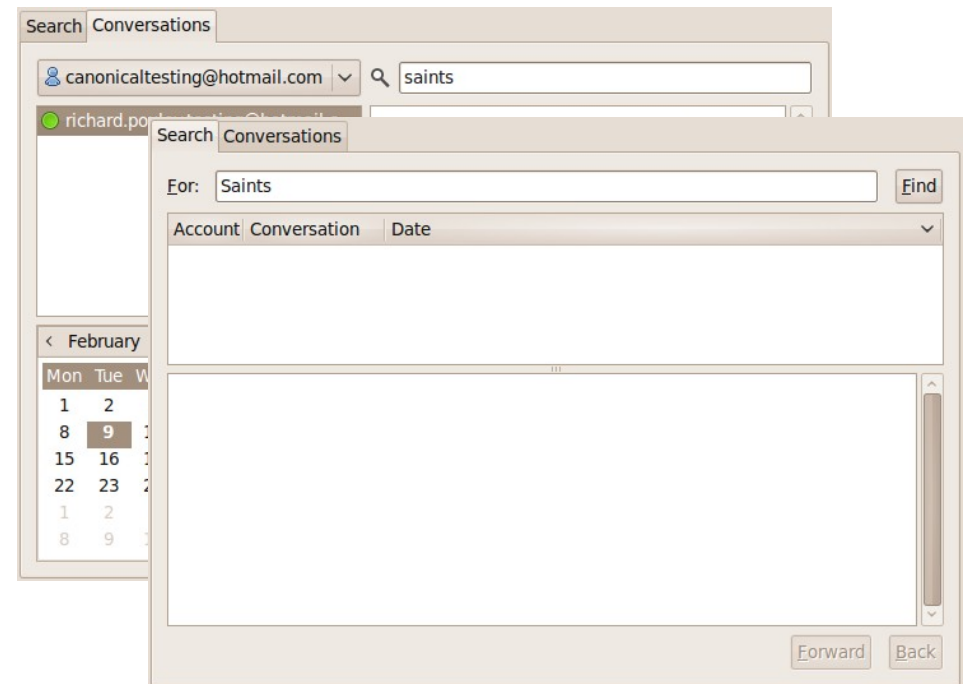 Search Conversations
canonicaltesting@hotmail.com saints
Search Conversations
For: Saints Find
Account Conversation Date
< February
Mon Tue
1 2
8 9
15 16
22 23
1 2
8 9
Forward Back